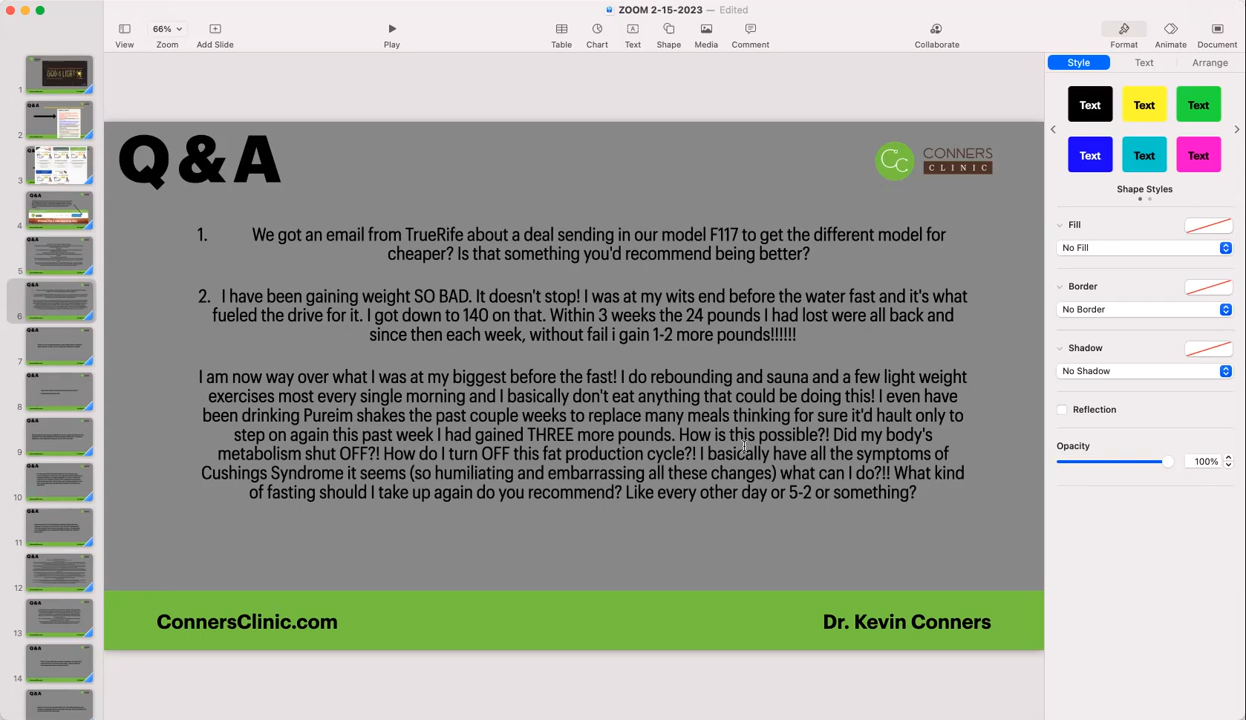 ZOOM 2-15-2023 — Edited
66%
View
Zoom
Add Slide
Play
Table
Chart
Text
Shape
Media
Comment
Collaborate
Format
Animate
Document
Style
Text
Arrange
Text
Text
Text
Text
Text
Text
Shape Styles
Fill
No Fill
Border
No Border
Shadow
No Shadow
Reflection
Opacity
100%
1
2
3
4
5
6
7
8
9
10
11
12
13
14
Q&A
CC
CONNERS
CLINIC
1. We got an email from TrueRife about a deal sending in our model F117 to get the different model for
cheaper? Is that something you'd recommend being better?
2. I have been gaining weight SO BAD. It doesn't stop! I was at my wits end before the water fast and it's what
fueled the drive for it. I got down to 140 on that. Within 3 weeks the 24 pounds I had lost were all back and
since then each week, without fail i gain 1-2 more pounds!!!!!!
I am now way over what I was at my biggest before the fast! I do rebounding and sauna and a few light weight
exercises most every single morning and I basically don't eat anything that could be doing this! I even have
been drinking Pureim shakes the past couple weeks to replace many meals thinking for sure it'd hault only to
step on again this past week I had gained THREE more pounds. How is this possible?! Did my body's
metabolism shut OFF?! How do I turn OFF this fat production cycle?! I basically have all the symptoms of
Cushings Syndrome it seems (so humiliating and embarrassing all these changes) what can I do?!! What kind
of fasting should I take up again do you recommend? Like every other day or 5-2 or something?
ConnersClinic.com
Dr. Kevin Conners